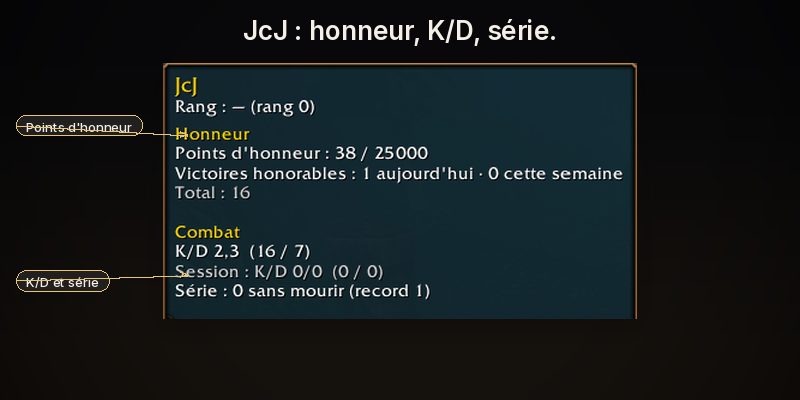 JcJ : honneur, K/D, série.
JcJ
Rang : — (rang 0)
Points d'honneur
Honneur
Points d'honneur : 38 / 25000
Victoires honorables : 1 aujourd'hui · 0 cette semaine
Total : 16
Combat
K/D 2,3 (16 / 7)
K/D et série
Session : K/D 0/0 (0 / 0)
Série : 0 sans mourir (record 1)